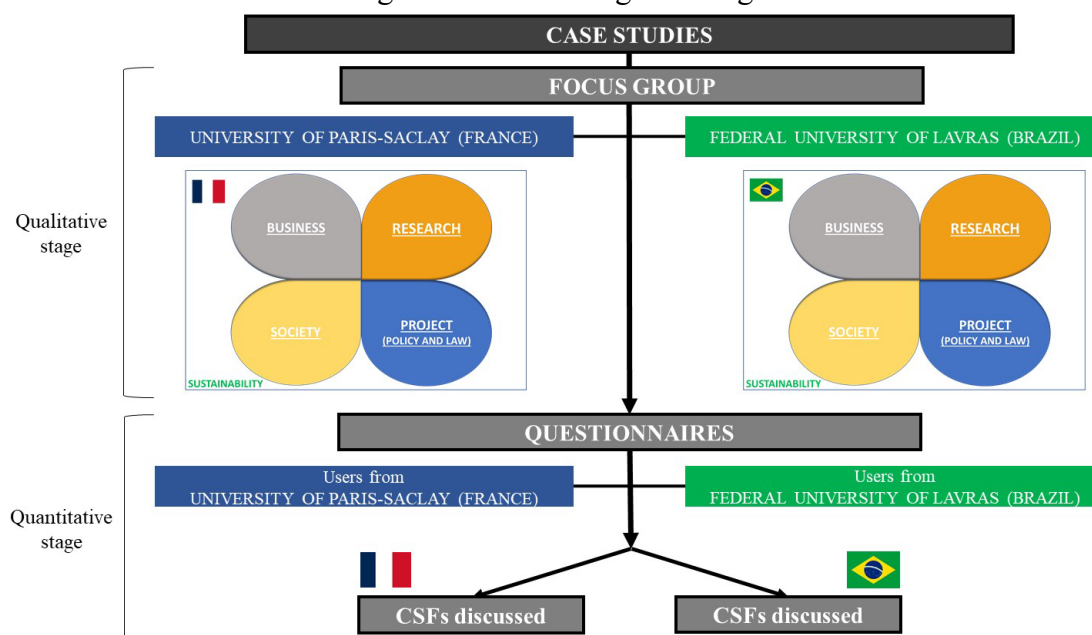 CASE STUDIES
FOCUS GROUP
UNIVERSITY OF PARIS-SACLAY (FRANCE)
FEDERAL UNIVERSITY OF LAVRAS (BRAZIL)
Qualitative
stage
BUSINESS
RESEARCH
SOCIETY
PROJECT
(POLICY AND LAW)
SUSTAINABILITY
BUSINESS
RESEARCH
SOCIETY
PROJECT
(POLICY AND LAW)
SUSTAINABILITY
QUESTIONNAIRES
Users from
UNIVERSITY OF PARIS-SACLAY (FRANCE)
Users from
FEDERAL UNIVERSITY OF LAVRAS (BRAZIL)
Quantitative
stage
CSFs discussed
CSFs discussed